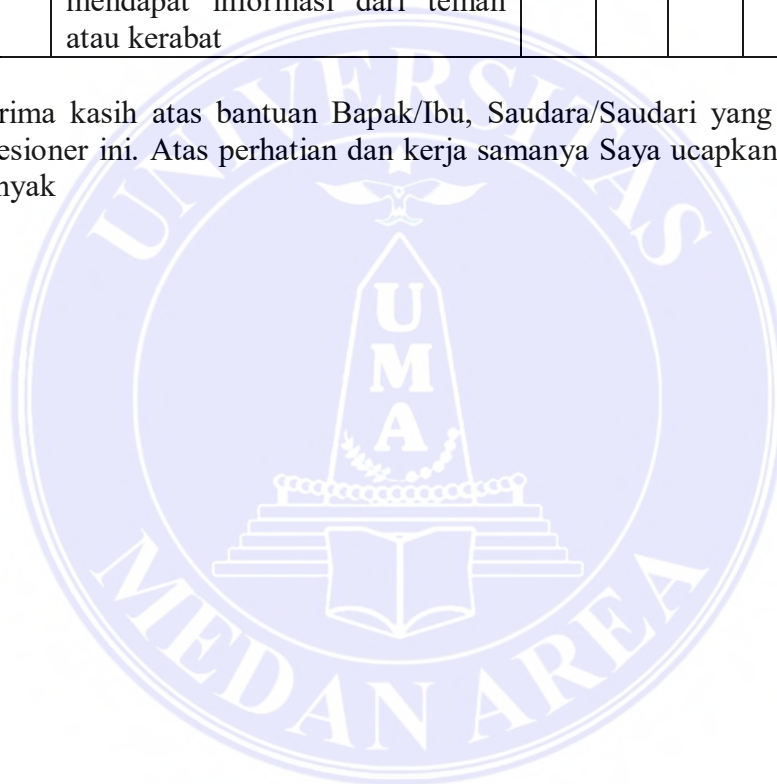 mendapat informasi dari teman
atau kerabat
rima kasih atas bantuan Bapak/Ibu, Saudara/Saudari yang
esioner ini. Atas perhatian dan kerja samanya Saya ucapkan
nyak
UNIVERSITAS
U
M
A
MEDAN AREA